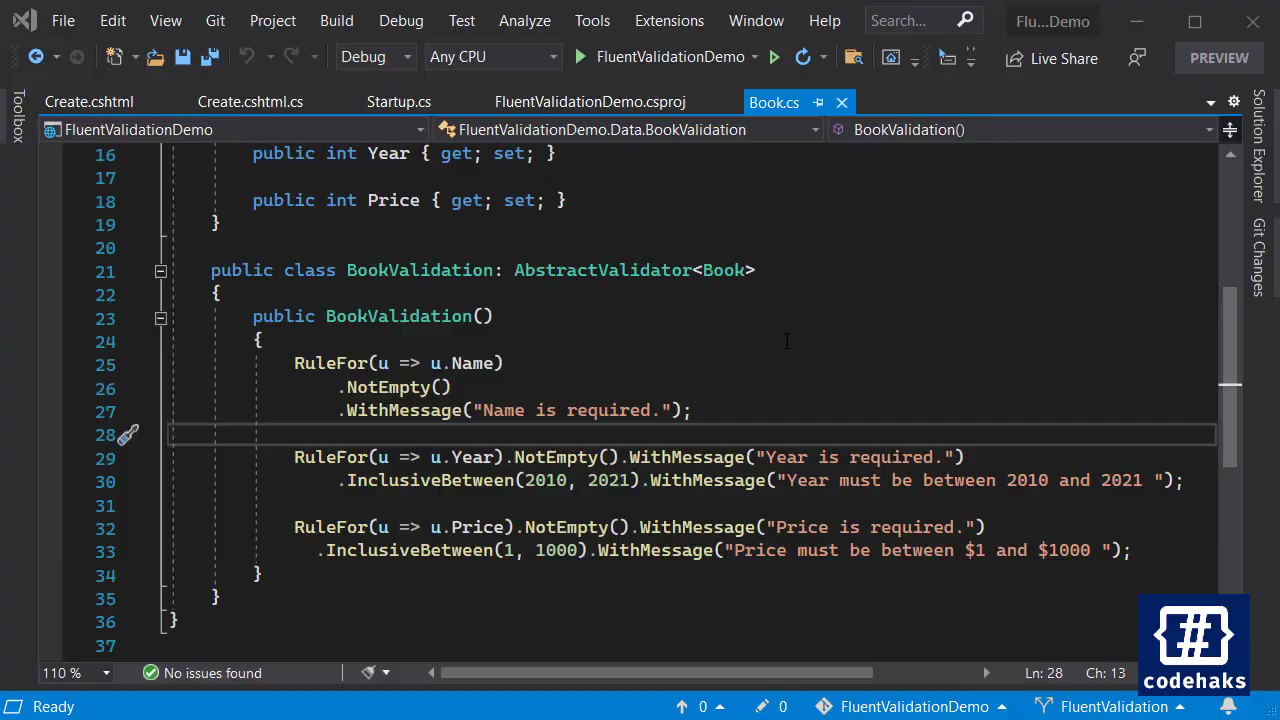 File Edit View Git Project Build Debug Test Analyze Tools Extensions Window Help Search... Flu...Demo
Debug Any CPU FluentValidationDemo Live Share PREVIEW
Toolbox
Create.cshtml Create.cshtml.cs Startup.cs FluentValidationDemo.csproj Book.cs
FluentValidationDemo FluentValidationDemo.Data.BookValidation BookValidation()
Solution Explorer
Git Changes
16 public int Year { get; set; }
17
18 public int Price { get; set; }
19 }
20
21 public class BookValidation: AbstractValidator<Book>
22 {
23 public BookValidation()
24 {
25 RuleFor(u => u.Name)
26 .NotEmpty()
27 .WithMessage("Name is required.");
28
29 RuleFor(u => u.Year).NotEmpty().WithMessage("Year is required.")
30 .InclusiveBetween(2010, 2021).WithMessage("Year must be between 2010 and 2021 ");
31
32 RuleFor(u => u.Price).NotEmpty().WithMessage("Price is required.")
33 .InclusiveBetween(1, 1000).WithMessage("Price must be between $1 and $1000 ");
34 }
35 }
36 }
37
{#}
codehaks
110 % No issues found Ln: 28 Ch: 13
Ready 0 0 FluentValidationDemo FluentValidation